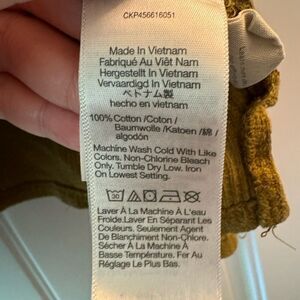 CKP456616051
Made In Vietnam
Fabriqué Au Viêt Nam
Hergestellt In Vietnam
Vervaardigd In Vietnam
ベトナム製
hecho en vietnam
100%Cotton /Coton /
Baumwolle /Katoen /綿 /
algodón
Machine Wash Cold With Like
Colors. Non-Chlorine Bleach
Only. Tumble Dry Low. Iron
On Lowest Setting.
Laver À La Machine À L'eau
Froide.Laver En Séparant Les
Couleurs. Seulement Agent
De Blanchiment Non-Chloré.
Sécher À La Machine À
Basse Température. Fer Au
Réglage Le Plus Bas.